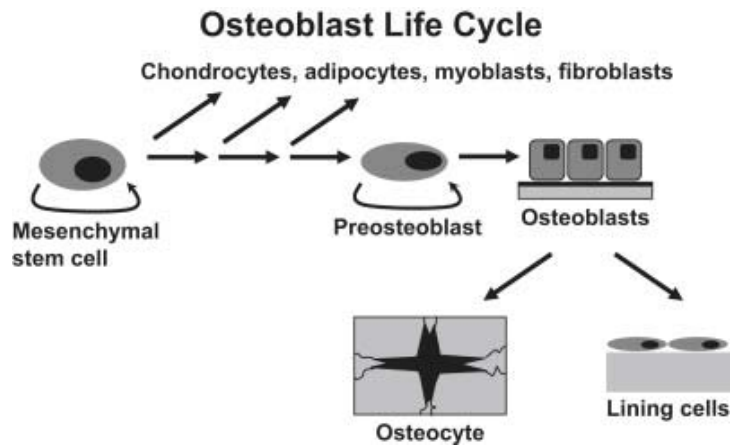 Osteoblast Life Cycle
Chondrocytes, adipocytes, myoblasts, fibroblasts
Mesenchymal
stem cell
Preosteoblast
Osteoblasts
Osteocyte
Lining cells